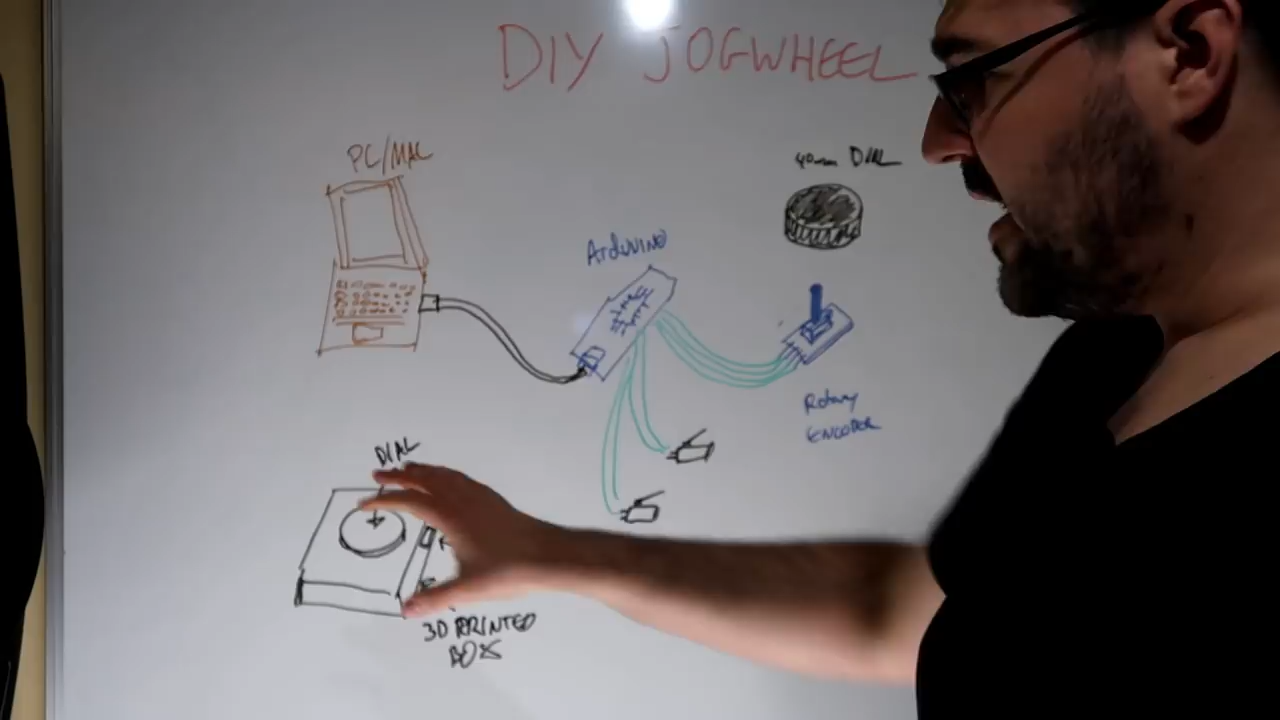 DIY JOGWHEEL
PC/MAC
40mm DIAL
ArduINO
Rotary
ENCODER
DIAL
3D PRINTED
BOX